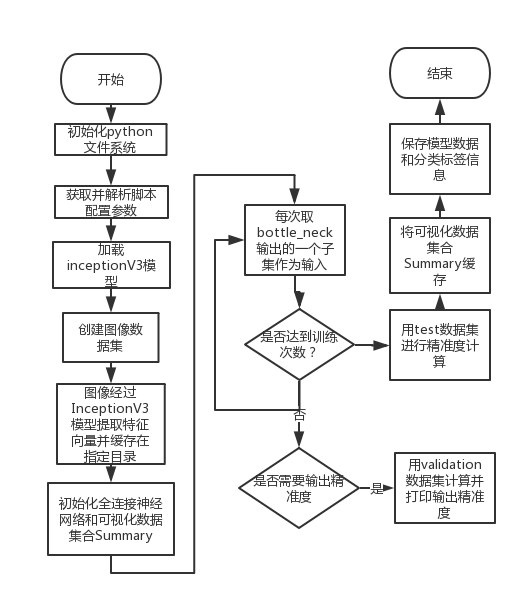 开始
初始化python
文件系统
获取并解析脚本
配置参数
加载
inceptionV3模
型
创建图像数
据集
图像经过
InceptionV3
模型提取特征
向量并缓存在
指定目录
初始化全连接神经
网络和可视化数据
集合Summary
每次取
bottle_neck
输出的一个子
集作为输入
是否达到训练
次数？
否
是否需要输出精
准度
是
用validation
数据集计算并
打印输出精准
度
用test数据集
进行精准度计
算
将可视化数据
集合
Summary缓
存
保存模型数据
和分类标签信
息
结束